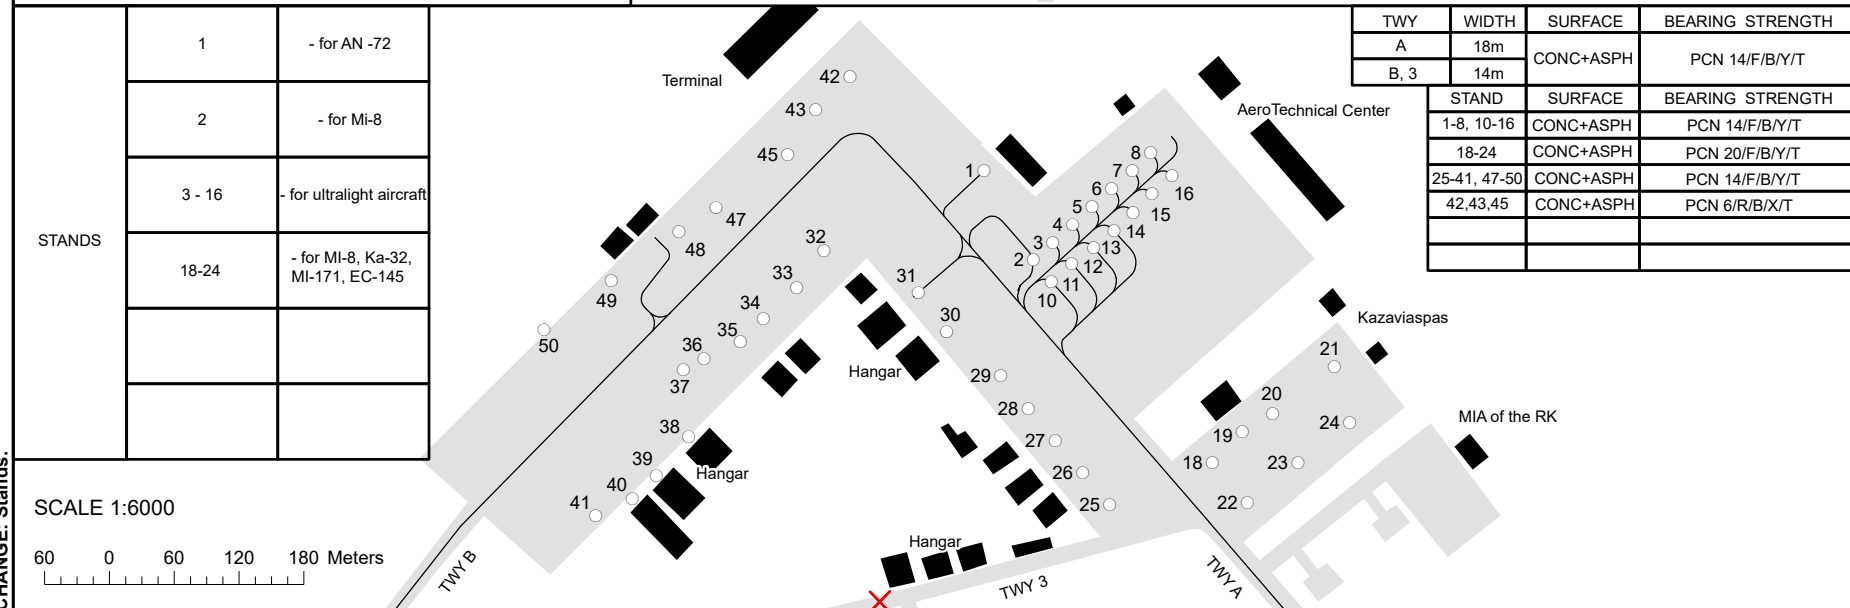 STANDS
1
- for AN -72
2
- for Mi-8
3 - 16
- for ultralight aircraft
18-24
- for MI-8, Ka-32,
MI-171, EC-145
SCALE 1:6000
60 0 60 120 180 Meters
CHANGE: Stands.
TWY WIDTH SURFACE BEARING STRENGTH
A 18m CONC+ASPH PCN 14/F/B/Y/T
B, 3 14m
STAND SURFACE BEARING STRENGTH
1-8, 10-16 CONC+ASPH PCN 14/F/B/Y/T
18-24 CONC+ASPH PCN 20/F/B/Y/T
25-41, 47-50 CONC+ASPH PCN 14/F/B/Y/T
42,43,45 CONC+ASPH PCN 6/R/B/X/T
Terminal
42
43
45
47
48
49
50
32
33
34
35
36
37
38
39
40
41
Hangar
TWY B
1
2
3
4
5
6
7
8
16
15
14
13
12
11
10
31
30
29
28
27
26
25
Hangar
Hangar
TWY 3
TWY A
AeroTechnical Center
Kazaviaspas
21
20
19
18
24
23
22
MIA of the RK